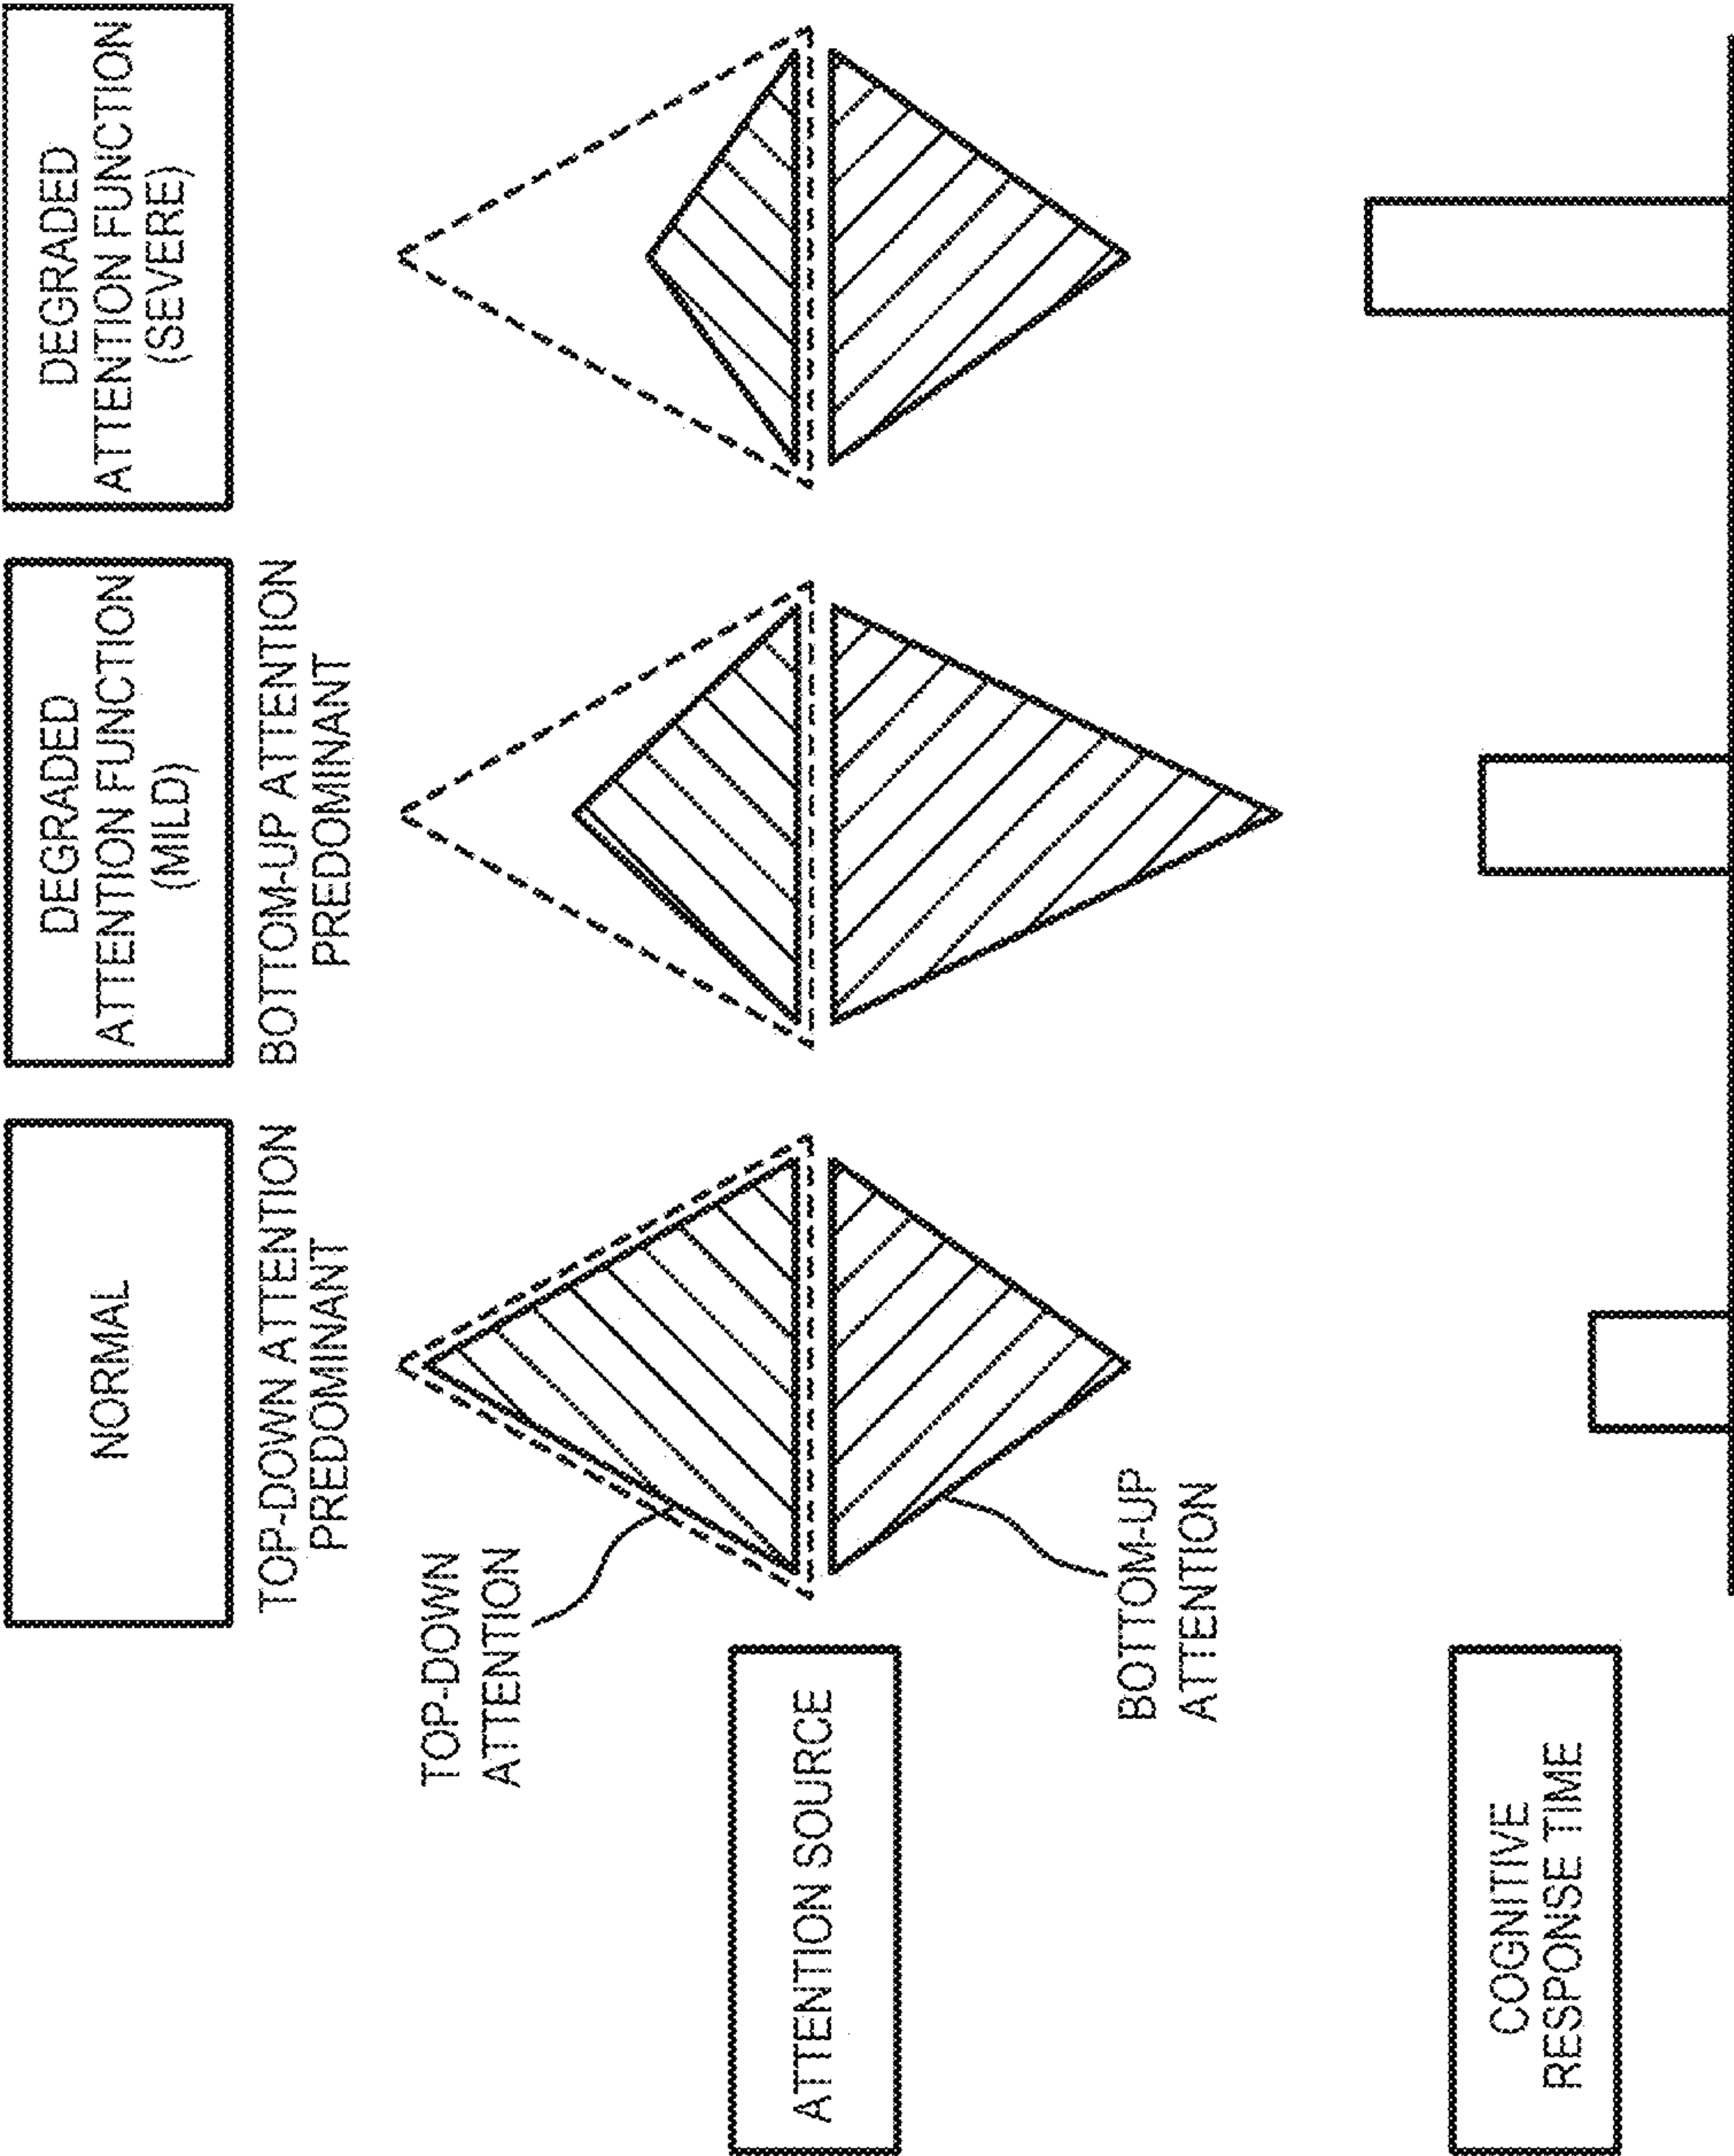 NORMAL
DEGRADED
ATTENTION FUNCTION
(MILD)
DEGRADED
ATTENTION FUNCTION
(SEVERE)
TOP-DOWN ATTENTION
PREDOMINANT
BOTTOM-UP ATTENTION
PREDOMINANT
TOP-DOWN
ATTENTION
ATTENTION SOURCE
BOTTOM-UP
ATTENTION
COGNITIVE
RESPONSE TIME